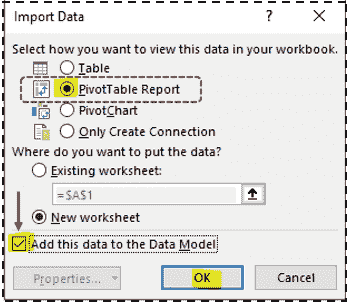 Import Data
?
Select how you want to view this data in your workbook.
Table
PivotTable Report
PivotChart
Only Create Connection
Where do you want to put the data?
Existing worksheet:
=$A$1
New worksheet
Add this data to the Data Model
Properties...
OK
Cancel